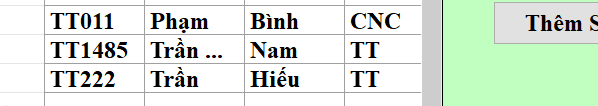 TT011 Phạm Bình CNC
TT1485 Trần ... Nam TT
TT222 Trần Hiếu TT
Thêm S